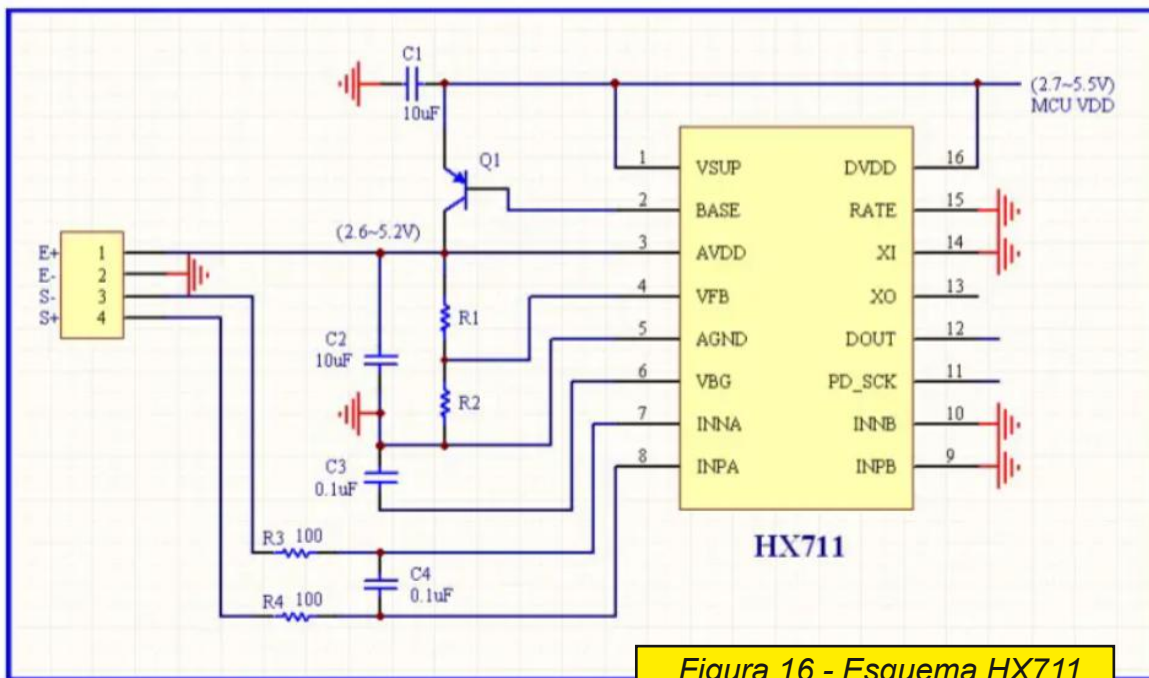 C1
10uF
(2.7~5.5V)
MCU VDD
Q1
1 VSUP DVDD 16
2 BASE RATE 15
(2.6~5.2V)
3 AVDD XI 14
4 VFB XO 13
5 AGND DOUT 12
6 VBG PD_SCK 11
7 INNA INNB 10
8 INPA INPB 9
HX711
E+ 1
E- 2
S- 3
S+ 4
R1
C2
10uF
R2
C3
0.1uF
R3 100
C4
0.1uF
R4 100
Figura 16 - Esquema HX711